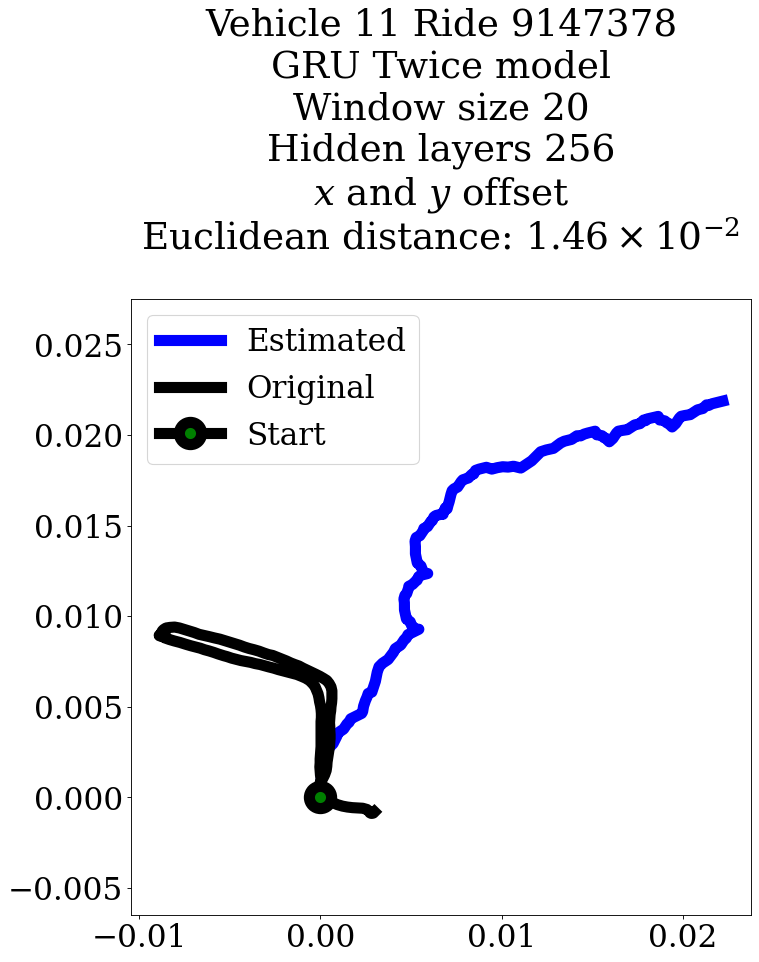 Vehicle 11 Ride 9147378
GRU Twice model
Window size 20
Hidden layers 256
x and y offset
Euclidean distance: 1.46 × 10⁻²
Estimated
Original
Start
0.025
0.020
0.015
0.010
0.005
0.000
−0.005
−0.01 0.00 0.01 0.02